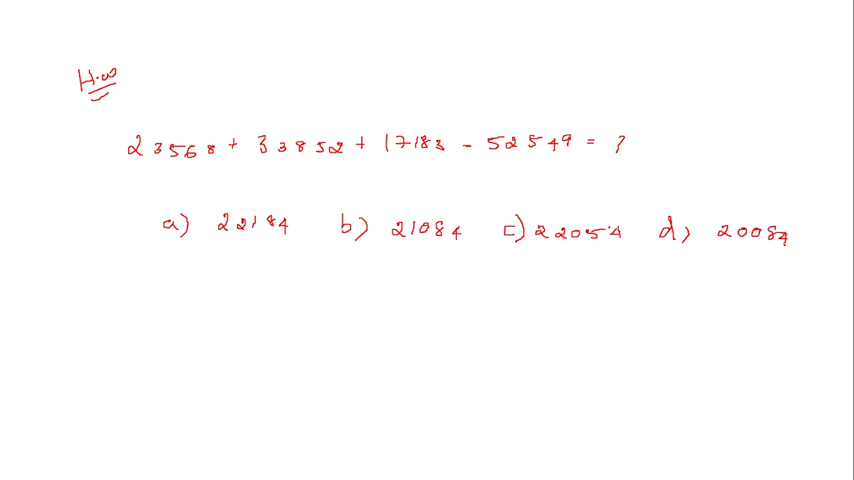 H.w
23568 + 33852 + 17183 - 52549 = ?
a) 22184 b) 21084 c) 22054 d) 20084